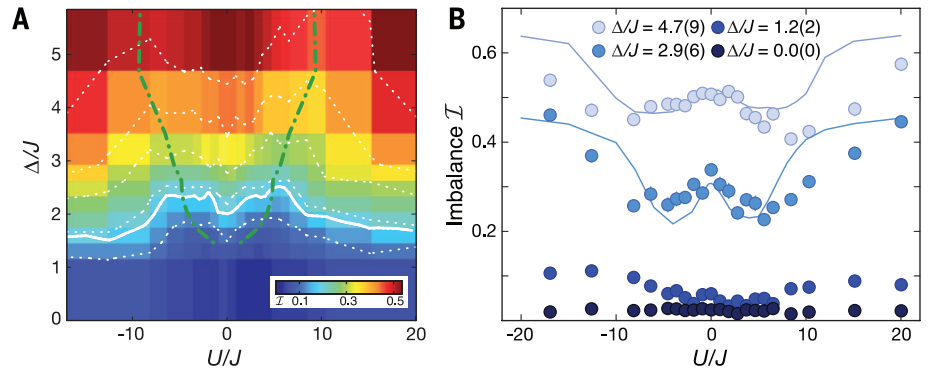 A
Δ/J
5
4
3
2
1
0
-10
0
10
20
U/J
𝓘 0.1 0.3 0.5
B
Δ/J = 4.7(9)
Δ/J = 1.2(2)
Δ/J = 2.9(6)
Δ/J = 0.0(0)
Imbalance 𝓘
0.6
0.4
0.2
-20
-10
0
10
20
U/J